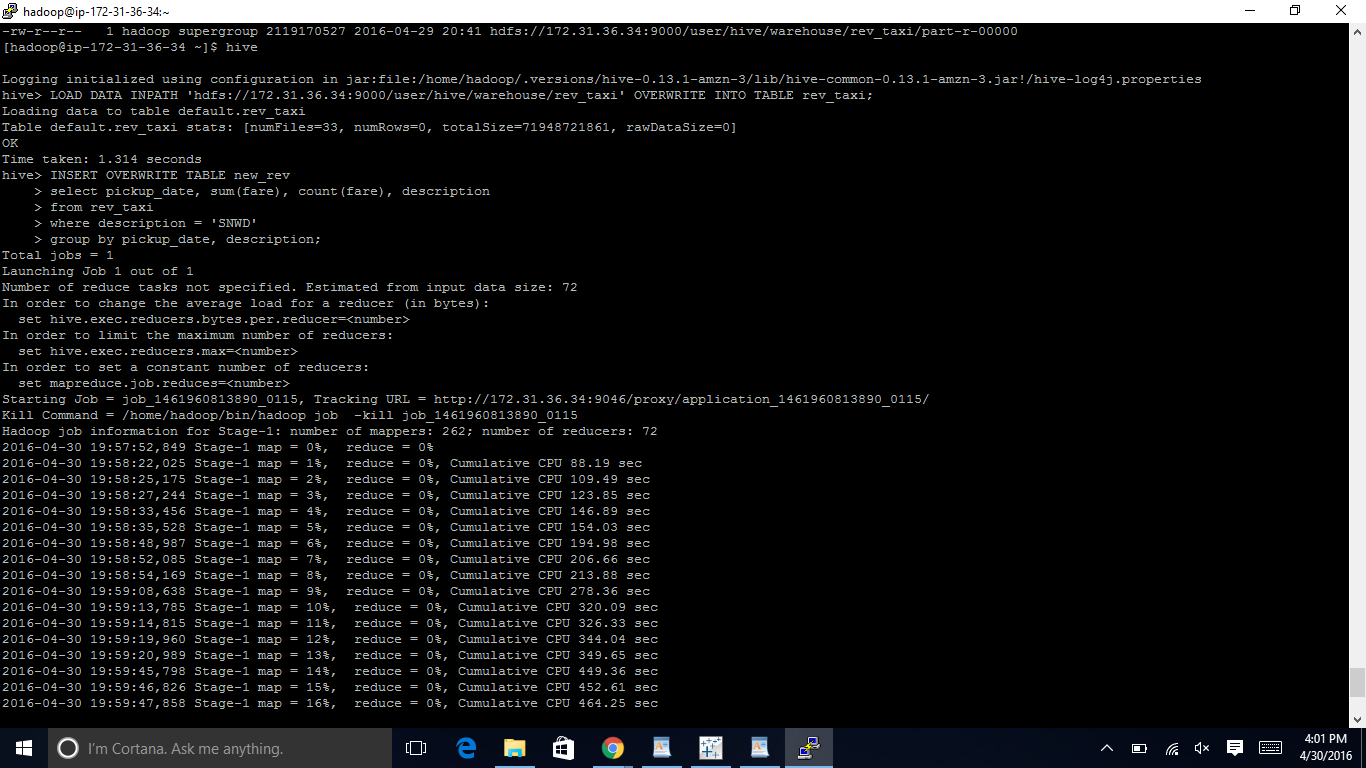 hadoop@ip-172-31-36-34:~
-rw-r--r--   1 hadoop supergroup 2119170527 2016-04-29 20:41 hdfs://172.31.36.34:9000/user/hive/warehouse/rev_taxi/part-r-00000
[hadoop@ip-172-31-36-34 ~]$ hive
Logging initialized using configuration in jar:file:/home/hadoop/.versions/hive-0.13.1-amzn-3/lib/hive-common-0.13.1-amzn-3.jar!/hive-log4j.properties
hive> LOAD DATA INPATH 'hdfs://172.31.36.34:9000/user/hive/warehouse/rev_taxi' OVERWRITE INTO TABLE rev_taxi;
Loading data to table default.rev_taxi
Table default.rev_taxi stats: [numFiles=33, numRows=0, totalSize=71948721861, rawDataSize=0]
OK
Time taken: 1.314 seconds
hive> INSERT OVERWRITE TABLE new_rev
    > select pickup_date, sum(fare), count(fare), description
    > from rev_taxi
    > where description = 'SNWD'
    > group by pickup_date, description;
Total jobs = 1
Launching Job 1 out of 1
Number of reduce tasks not specified. Estimated from input data size: 72
In order to change the average load for a reducer (in bytes):
  set hive.exec.reducers.bytes.per.reducer=<number>
In order to limit the maximum number of reducers:
  set hive.exec.reducers.max=<number>
In order to set a constant number of reducers:
  set mapreduce.job.reduces=<number>
Starting Job = job_1461960813890_0115, Tracking URL = http://172.31.36.34:9046/proxy/application_1461960813890_0115/
Kill Command = /home/hadoop/bin/hadoop job  -kill job_1461960813890_0115
Hadoop job information for Stage-1: number of mappers: 262; number of reducers: 72
2016-04-30 19:57:52,849 Stage-1 map = 0%,  reduce = 0%
2016-04-30 19:58:22,025 Stage-1 map = 1%,  reduce = 0%, Cumulative CPU 88.19 sec
2016-04-30 19:58:25,175 Stage-1 map = 2%,  reduce = 0%, Cumulative CPU 109.49 sec
2016-04-30 19:58:27,244 Stage-1 map = 3%,  reduce = 0%, Cumulative CPU 123.85 sec
2016-04-30 19:58:33,456 Stage-1 map = 4%,  reduce = 0%, Cumulative CPU 146.89 sec
2016-04-30 19:58:35,528 Stage-1 map = 5%,  reduce = 0%, Cumulative CPU 154.03 sec
2016-04-30 19:58:48,987 Stage-1 map = 6%,  reduce = 0%, Cumulative CPU 194.98 sec
2016-04-30 19:58:52,085 Stage-1 map = 7%,  reduce = 0%, Cumulative CPU 206.66 sec
2016-04-30 19:58:54,169 Stage-1 map = 8%,  reduce = 0%, Cumulative CPU 213.88 sec
2016-04-30 19:59:08,638 Stage-1 map = 9%,  reduce = 0%, Cumulative CPU 278.36 sec
2016-04-30 19:59:13,785 Stage-1 map = 10%,  reduce = 0%, Cumulative CPU 320.09 sec
2016-04-30 19:59:14,815 Stage-1 map = 11%,  reduce = 0%, Cumulative CPU 326.33 sec
2016-04-30 19:59:19,960 Stage-1 map = 12%,  reduce = 0%, Cumulative CPU 344.04 sec
2016-04-30 19:59:20,989 Stage-1 map = 13%,  reduce = 0%, Cumulative CPU 349.65 sec
2016-04-30 19:59:45,798 Stage-1 map = 14%,  reduce = 0%, Cumulative CPU 449.36 sec
2016-04-30 19:59:46,826 Stage-1 map = 15%,  reduce = 0%, Cumulative CPU 452.61 sec
2016-04-30 19:59:47,858 Stage-1 map = 16%,  reduce = 0%, Cumulative CPU 464.25 sec
I'm Cortana. Ask me anything.
4:01 PM
4/30/2016